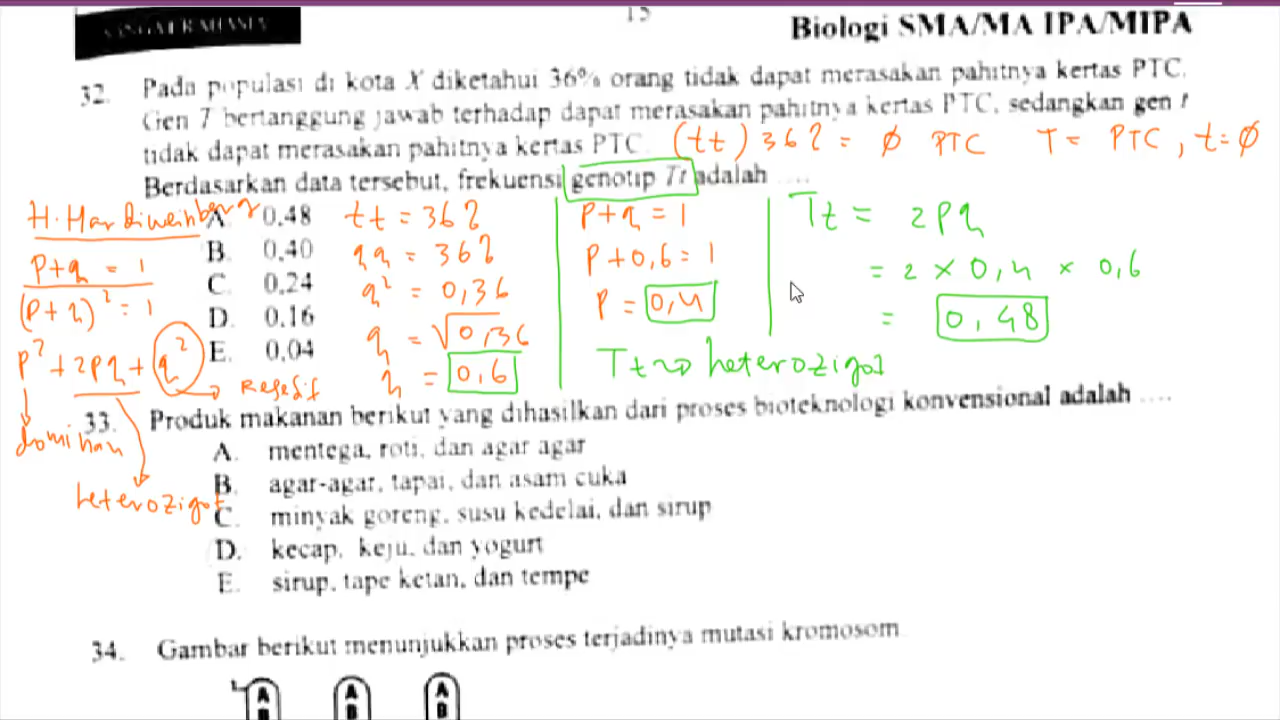 15
Biologi SMA/MA IPA/MIPA
32. Pada populasi di kota X diketahui 36% orang tidak dapat merasakan pahitnya kertas PTC.
Gen T bertanggung jawab terhadap dapat merasakan pahitnya kertas PTC, sedangkan gen t
tidak dapat merasakan pahitnya kertas PTC.
(tt) 36% = ∅ PTC T = PTC, t = ∅
Berdasarkan data tersebut, frekuensi genotip Tt adalah ....
A. 0,48
B. 0,40
C. 0,24
D. 0,16
E. 0,04
H. Hardiweinberg
p+q = 1
(p+q)² = 1
p² + 2pq + q²
Resesif
dominan
heterozigot
tt = 36%
qq = 36%
q² = 0,36
q = √0,36
q = 0,6
p+q = 1
p+0,6 = 1
p = 0,4
Tt → heterozigot
Tt = 2pq
= 2 × 0,4 × 0,6
= 0,48
33. Produk makanan berikut yang dihasilkan dari proses bioteknologi konvensional adalah ....
A. mentega, roti, dan agar agar
B. agar-agar, tapai, dan asam cuka
C. minyak goreng, susu kedelai, dan sirup
D. kecap, keju, dan yogurt
E. sirup, tape ketan, dan tempe
34. Gambar berikut menunjukkan proses terjadinya mutasi kromosom
A A A
B B B